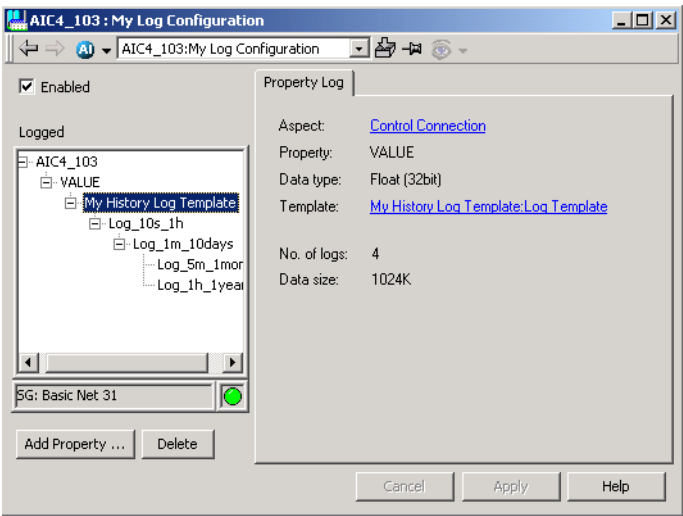 AIC4_103 : My Log Configuration
AIC4_103:My Log Configuration
Enabled
Logged
AIC4_103
VALUE
My History Log Template
Log_10s_1h
Log_1m_10days
Log_5m_1mor
Log_1h_1year
SG: Basic Net 31
Add Property ...
Delete
Property Log
Aspect: Control Connection
Property: VALUE
Data type: Float (32bit)
Template: My History Log Template:Log Template
No. of logs: 4
Data size: 1024K
Cancel
Apply
Help